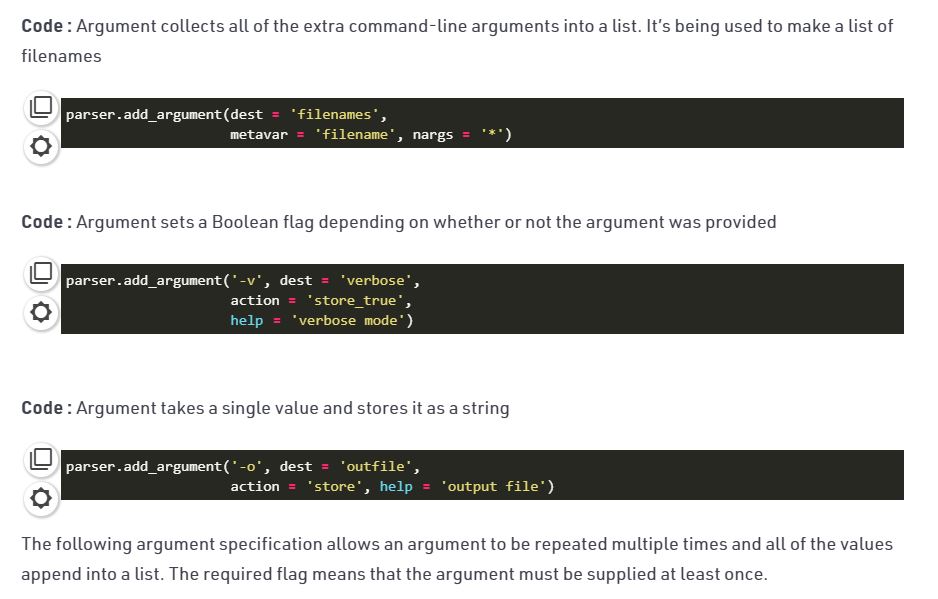 Code : Argument collects all of the extra command-line arguments into a list. It’s being used to make a list of
filenames
parser.add_argument(dest = 'filenames',
metavar = 'filename', nargs = '*')
Code : Argument sets a Boolean flag depending on whether or not the argument was provided
parser.add_argument('-v', dest = 'verbose',
action = 'store_true',
help = 'verbose mode')
Code : Argument takes a single value and stores it as a string
parser.add_argument('-o', dest = 'outfile',
action = 'store', help = 'output file')
The following argument specification allows an argument to be repeated multiple times and all of the values
append into a list. The required flag means that the argument must be supplied at least once.